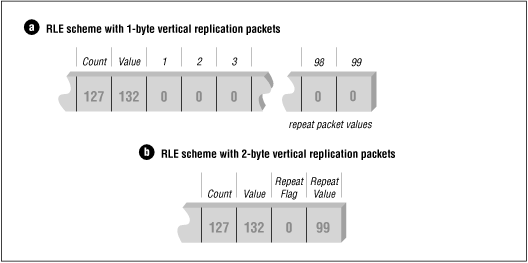 a RLE scheme with 1-byte vertical replication packets
Count Value 1 2 3 98 99
127 132 0 0 0 0 0
repeat packet values
b RLE scheme with 2-byte vertical replication packets
Repeat Repeat
Count Value Flag Value
127 132 0 99